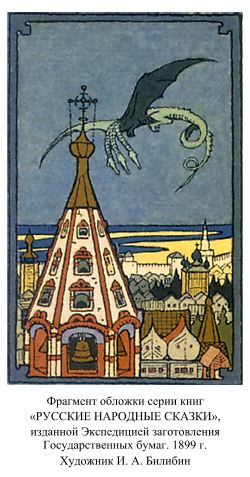 Фрагмент обложки серии книг
«РУССКИЕ НАРОДНЫЕ СКАЗКИ»,
изданной Экспедицией заготовления
Государственных бумаг. 1899 г.
Художник И. А. Билибин